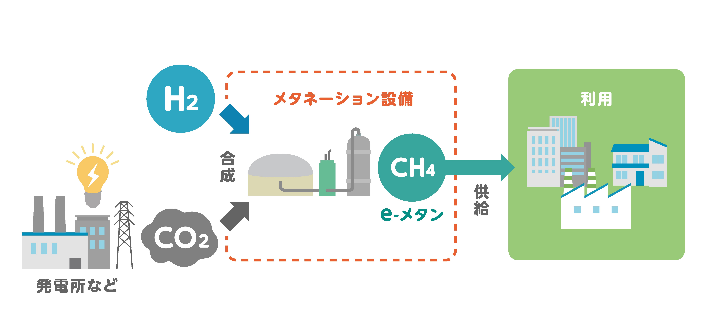 H2
メタネーション設備
利用
合成
CH4
供給
e-メタン
CO2
発電所など